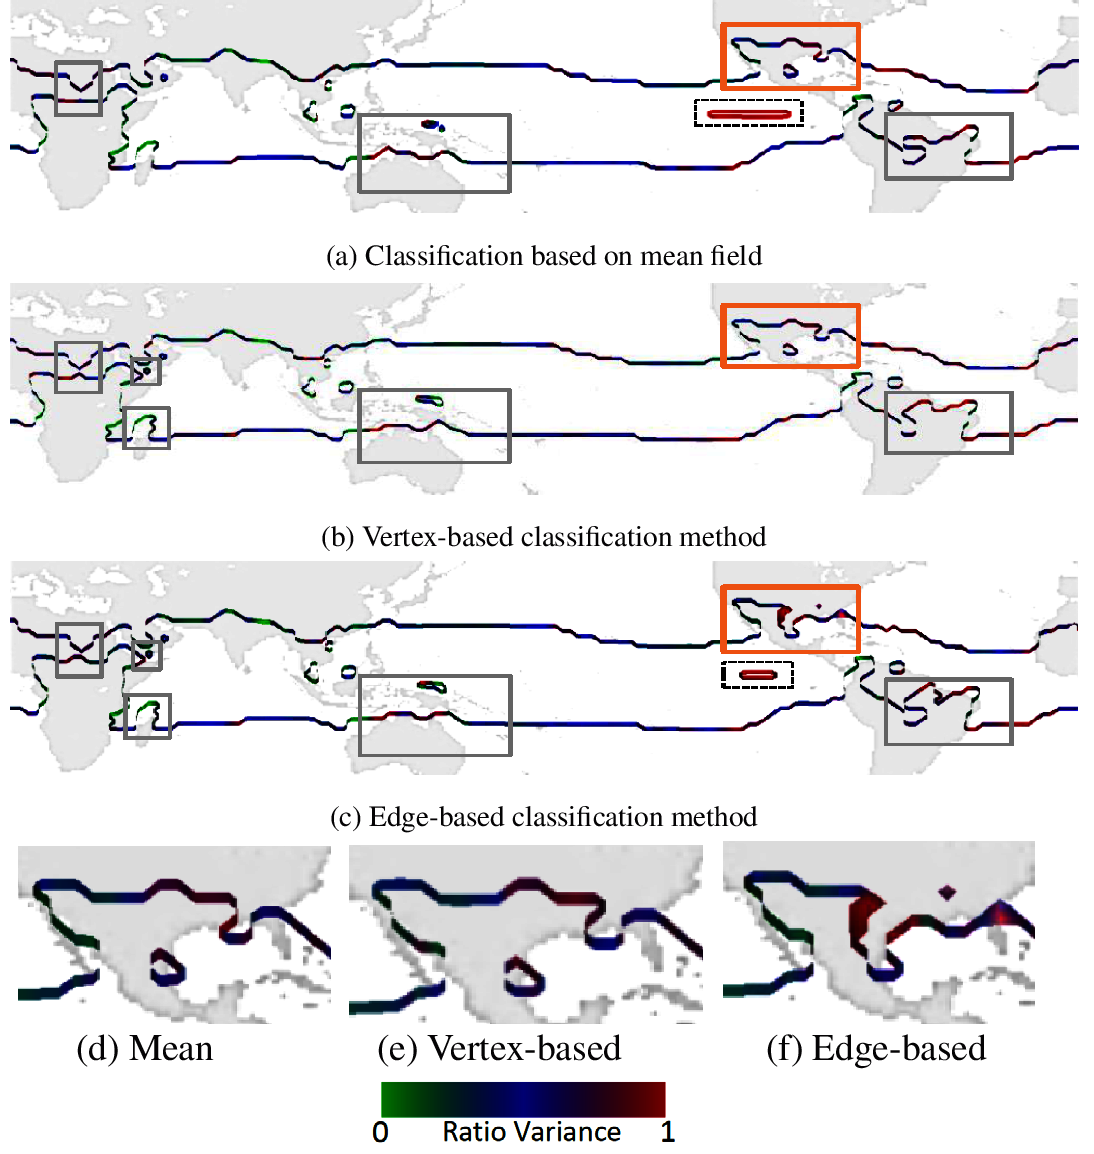 (a) Classification based on mean field
(b) Vertex-based classification method
(c) Edge-based classification method
(d) Mean
(e) Vertex-based
(f) Edge-based
0 Ratio Variance 1